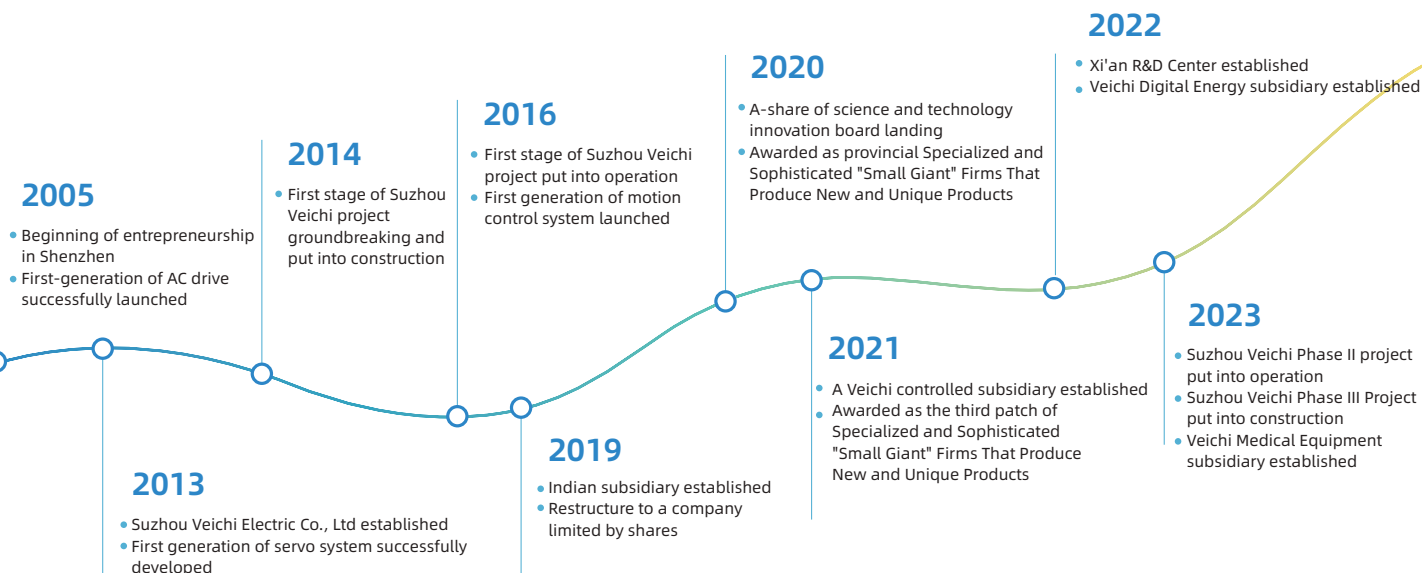 2005
Beginning of entrepreneurship
in Shenzhen
First-generation of AC drive
successfully launched
2013
Suzhou Veichi Electric Co., Ltd established
First generation of servo system successfully
developed
2014
First stage of Suzhou
Veichi project
groundbreaking and
put into construction
2016
First stage of Suzhou Veichi
project put into operation
First generation of motion
control system launched
2019
Indian subsidiary established
Restructure to a company
limited by shares
2020
A-share of science and technology
innovation board landing
Awarded as provincial Specialized and
Sophisticated "Small Giant" Firms That
Produce New and Unique Products
2021
A Veichi controlled subsidiary established
Awarded as the third patch of
Specialized and Sophisticated
"Small Giant" Firms That Produce
New and Unique Products
2022
Xi'an R&D Center established
Veichi Digital Energy subsidiary established
2023
Suzhou Veichi Phase II project
put into operation
Suzhou Veichi Phase III Project
put into construction
Veichi Medical Equipment
subsidiary established